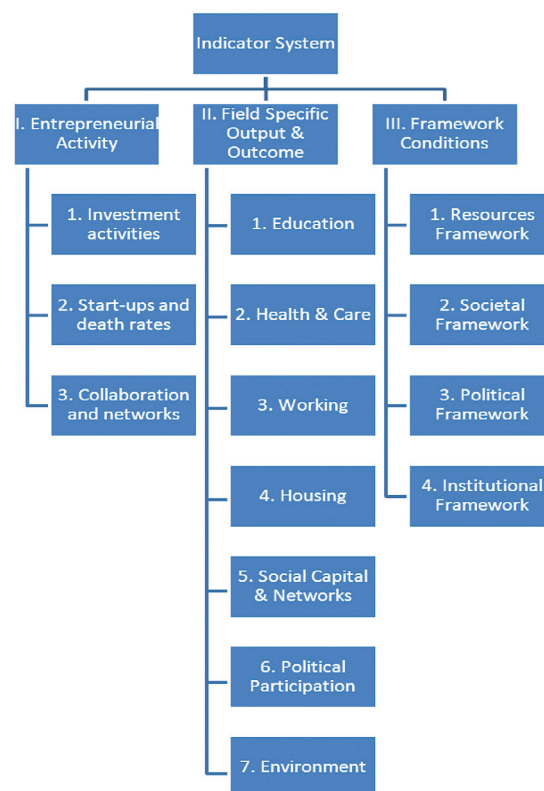 Indicator System
I. Entrepreneurial
Activity
II. Field Specific
Output &
Outcome
III. Framework
Conditions
1. Investment
activities
2. Start-ups and
death rates
3. Collaboration
and networks
1. Education
2. Health & Care
3. Working
4. Housing
5. Social Capital
& Networks
6. Political
Participation
7. Environment
1. Resources
Framework
2. Societal
Framework
3. Political
Framework
4. Institutional
Framework